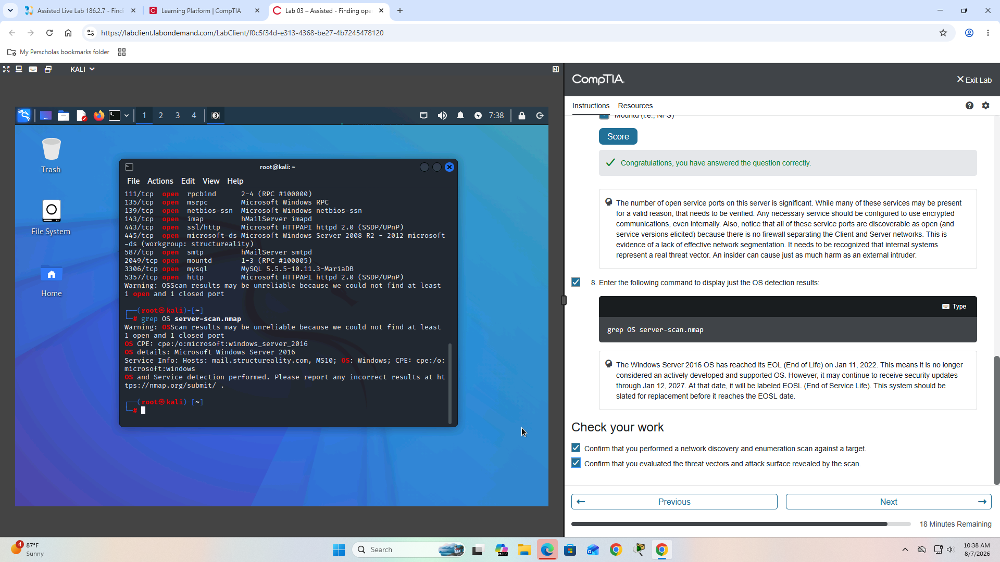 Assisted Live Lab 186.2.7 - Findi
Learning Platform | CompTIA
Lab 03 – Assisted - Finding ope
https://labclient.labondemand.com/LabClient/f0c5f34d-e313-4368-be27-4b7245478120
My Perscholas bookmarks folder
KALI
CompTIA.
Exit Lab
Instructions
Resources
1
2
3
4
7:38
Trash
File System
Home
root@kali: ~
File
Actions
Edit
View
Help
111/tcp open rpcbind 2-4 (RPC #100000)
135/tcp open msrpc Microsoft Windows RPC
139/tcp open netbios-ssn Microsoft Windows netbios-ssn
143/tcp open imap hMailServer imapd
443/tcp open ssl/http Microsoft HTTPAPI httpd 2.0 (SSDP/UPnP)
445/tcp open microsoft-ds Microsoft Windows Server 2008 R2 - 2012 microsoft
-ds (workgroup: structureality)
587/tcp open smtp hMailServer smtpd
2049/tcp open mountd 1-3 (RPC #100005)
3306/tcp open mysql MySQL 5.5.5-10.11.3-MariaDB
5357/tcp open http Microsoft HTTPAPI httpd 2.0 (SSDP/UPnP)
Warning: OSScan results may be unreliable because we could not find at least
1 open and 1 closed port
(root㉿kali)-[~]
# grep OS server-scan.nmap
Warning: OSScan results may be unreliable because we could not find at least
1 open and 1 closed port
OS CPE: cpe:/o:microsoft:windows_server_2016
OS details: Microsoft Windows Server 2016
Service Info: Hosts: mail.structureality.com, MS10; OS: Windows; CPE: cpe:/o:
microsoft:windows
OS and Service detection performed. Please report any incorrect results at ht
tps://nmap.org/submit/ .
(root㉿kali)-[~]
#
Mountd (i.e., NFS)
Score
Congratulations, you have answered the question correctly.
The number of open service ports on this server is significant. While many of these services may be present
for a valid reason, that needs to be verified. Any necessary service should be configured to use encrypted
communications, even internally. Also, notice that all of these service ports are discoverable as open (and
service versions elicited) because there is no firewall separating the Client and Server networks. This is
evidence of a lack of effective network segmentation. It needs to be recognized that internal systems
represent a real threat vector. An insider can cause just as much harm as an external intruder.
8. Enter the following command to display just the OS detection results:
Type
grep OS server-scan.nmap
The Windows Server 2016 OS has reached its EOL (End of Life) on Jan 11, 2022. This means it is no longer
considered an actively developed and supported OS. However, it may continue to receive security updates
through Jan 12, 2027. At that date, it will be labeled EOSL (End of Service Life). This system should be
slated for replacement before it reaches the EOSL date.
Check your work
Confirm that you performed a network discovery and enumeration scan against a target.
Confirm that you evaluated the threat vectors and attack surface revealed by the scan.
Previous
Next
18 Minutes Remaining
4
87°F
Sunny
Search
M365
10:38 AM
8/7/2026